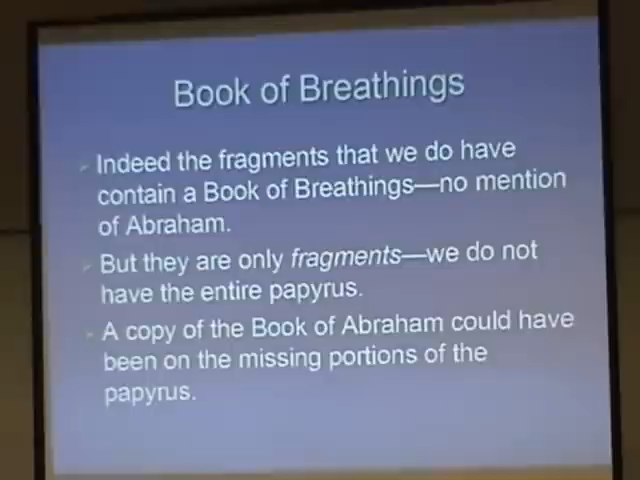 Book of Breathings
Indeed the fragments that we do have
contain a Book of Breathings—no mention
of Abraham.
But they are only fragments—we do not
have the entire papyrus.
A copy of the Book of Abraham could have
been on the missing portions of the
papyrus.